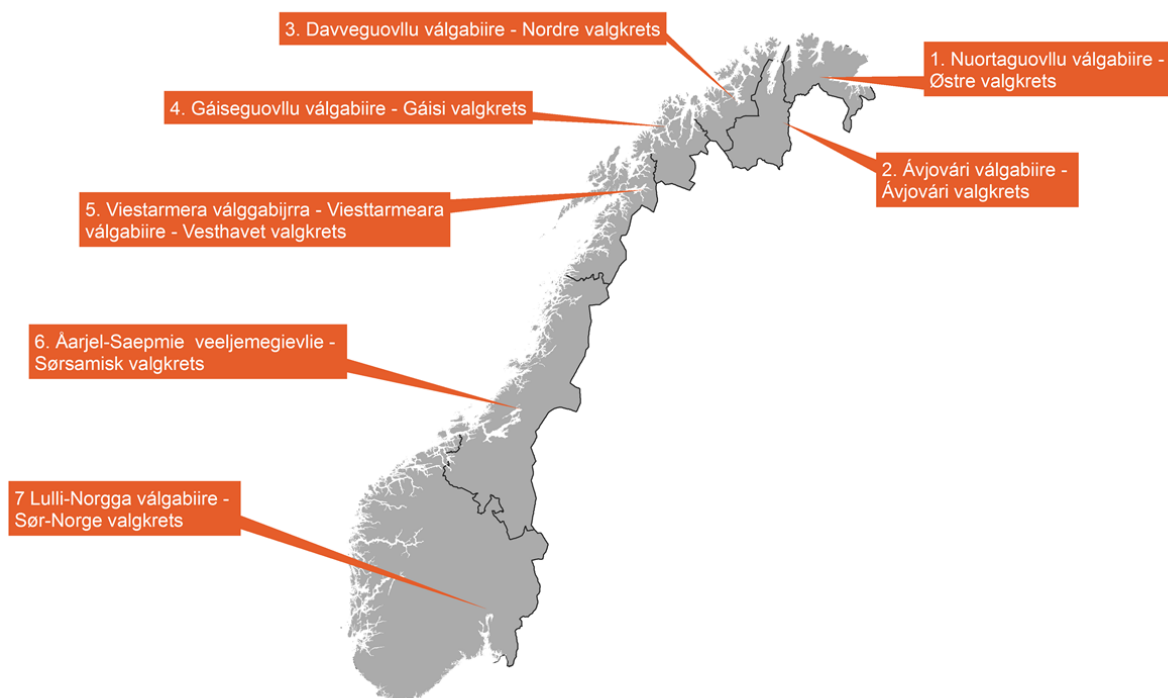 3. Davveguovllu válgabiire - Nordre valgkrets
1. Nuortaguovllu válgabiire -
Østre valgkrets
4. Gáiseguovllu válgabiire - Gáisi valgkrets
2. Ávjovári válgabiire -
Ávjovári valgkrets
5. Viestarmera válggabijrra - Viesttarmeara
válgabiire - Vesthavet valgkrets
6. Åarjel-Saepmie veeljemegievlie -
Sørsamisk valgkrets
7 Lulli-Norgga válgabiire -
Sør-Norge valgkrets